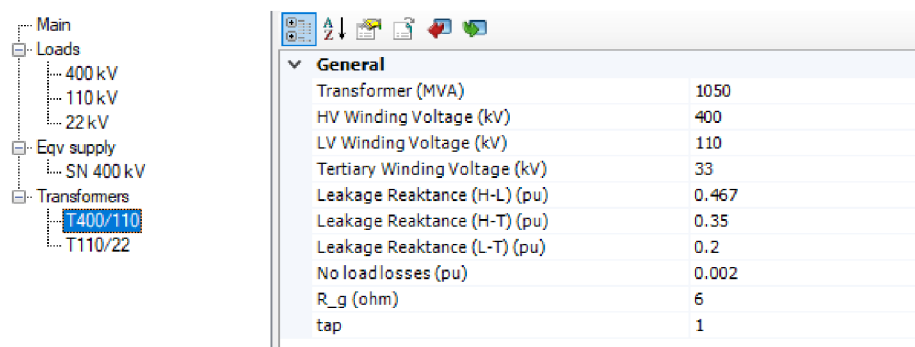 Main
Loads
400 kV
110 kV
22 kV
Eqv supply
SN 400 kV
Transformers
T400/110
T110/22
General
Transformer (MVA) 1050
HV Winding Voltage (kV) 400
LV Winding Voltage (kV) 110
Tertiary Winding Voltage (kV) 33
Leakage Reaktance (H-L) (pu) 0.467
Leakage Reaktance (H-T) (pu) 0.35
Leakage Reaktance (L-T) (pu) 0.2
No load losses (pu) 0.002
R_g (ohm) 6
tap 1